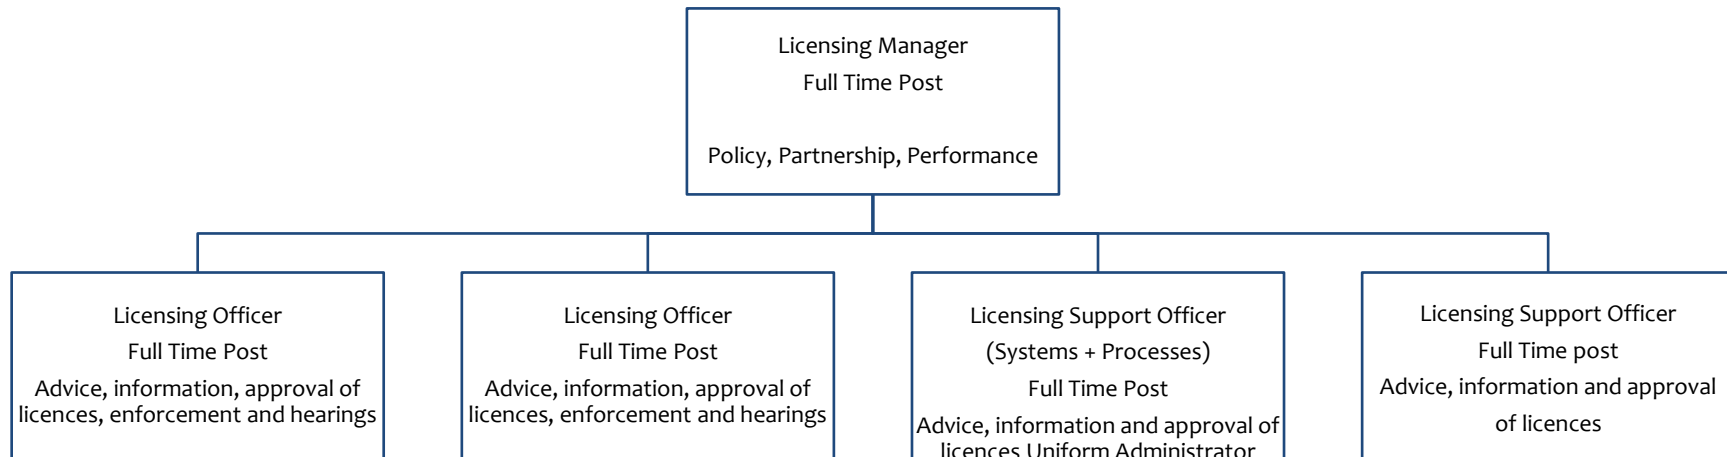 Licensing Manager
Full Time Post
Policy, Partnership, Performance
Licensing Officer
Full Time Post
Advice, information, approval of
licences, enforcement and hearings
Licensing Officer
Full Time Post
Advice, information, approval of
licences, enforcement and hearings
Licensing Support Officer
(Systems + Processes)
Full Time Post
Advice, information and approval of
licences Uniform Administrator
Licensing Support Officer
Full Time post
Advice, information and approval
of licences